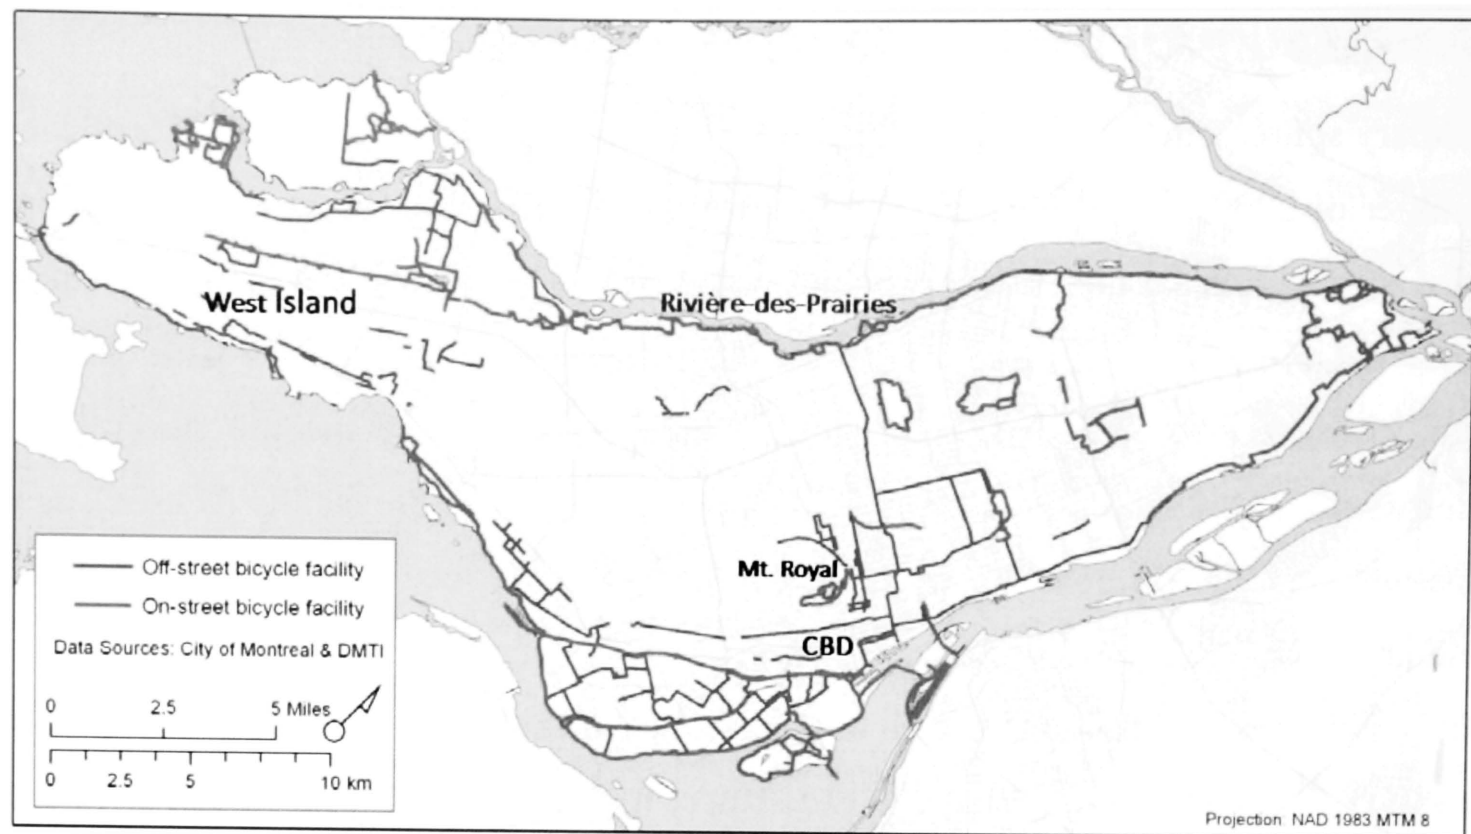 Rivière-des-Prairies
West Island
Mt. Royal
CBD
Off-street bicycle facility
On-street bicycle facility
Data Sources: City of Montreal & DMTI
0 2.5 5 Miles
0 2.5 5 10 km
Projection: NAD 1983 MTM 8